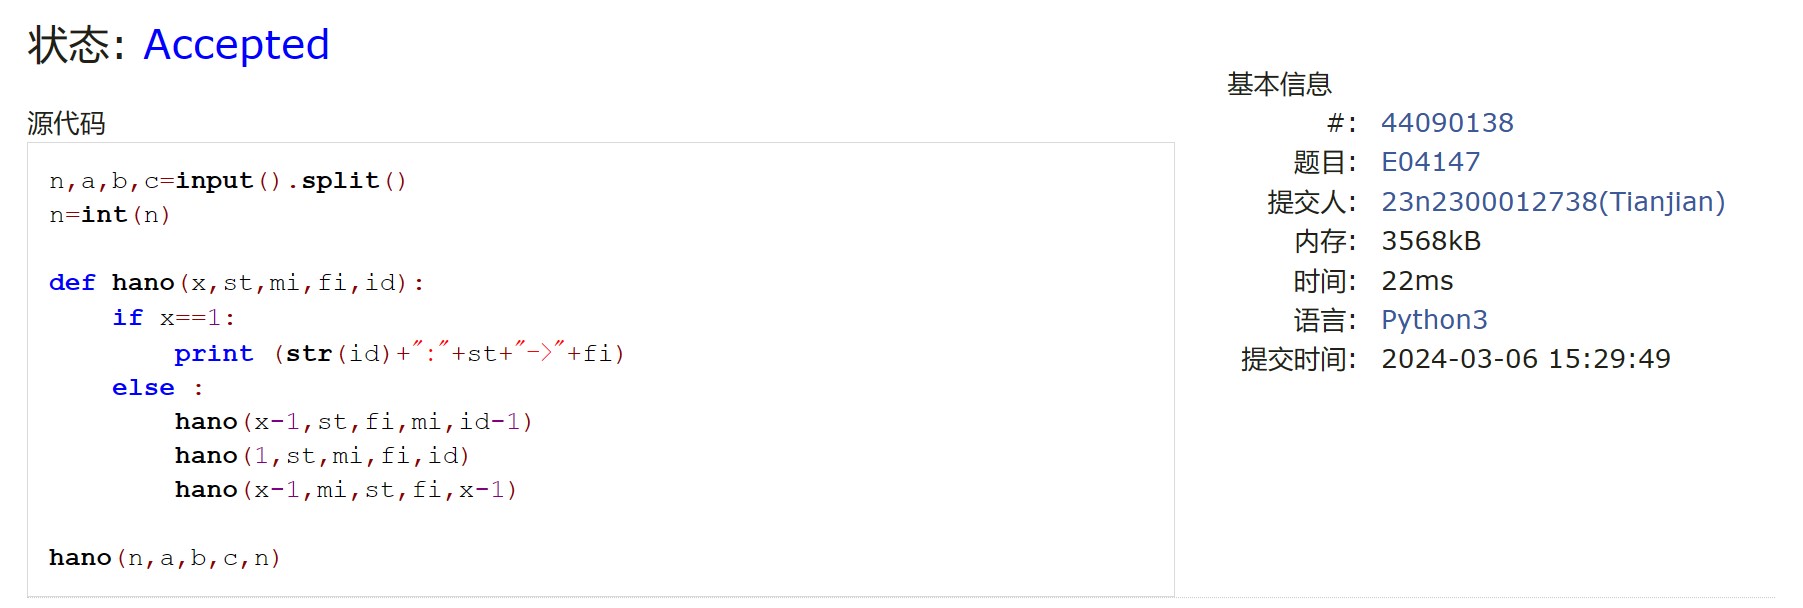 状态: Accepted
源代码
n,a,b,c=input().split()
n=int(n)
def hano(x,st,mi,fi,id):
    if x==1:
        print (str(id)+":"+st+"->"+fi)
    else :
        hano(x-1,st,fi,mi,id-1)
        hano(1,st,mi,fi,id)
        hano(x-1,mi,st,fi,x-1)
hano(n,a,b,c,n)
基本信息
#: 44090138
题目: E04147
提交人: 23n2300012738(Tianjian)
内存: 3568kB
时间: 22ms
语言: Python3
提交时间: 2024-03-06 15:29:49